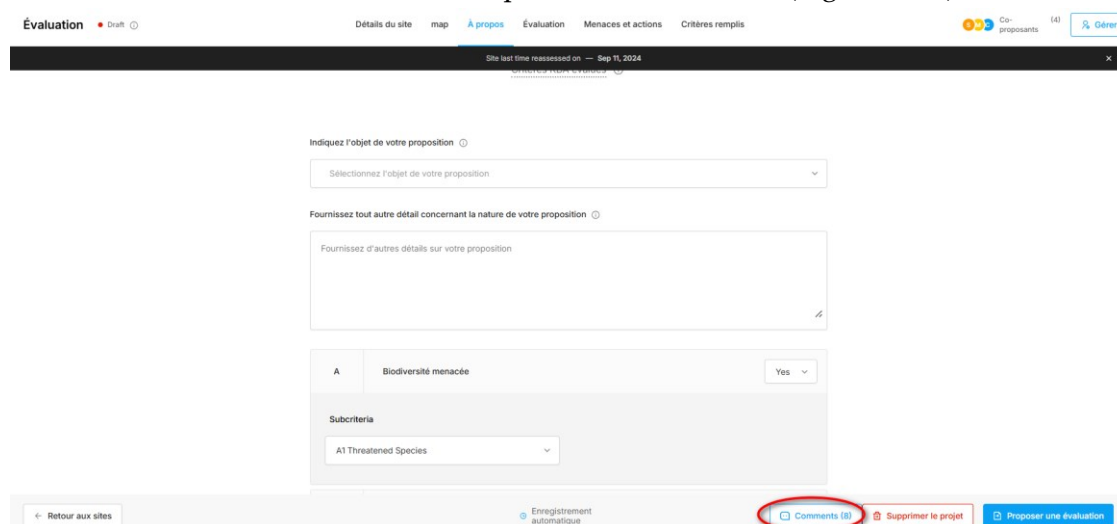 Évaluation
Draft
Détails du site map À propos Évaluation Menaces et actions Critères remplis
Co-
proposants
(4)
Gérer
Site last time reassessed on — Sep 11, 2024
Indiquez l'objet de votre proposition
Sélectionnez l'objet de votre proposition
Fournissez tout autre détail concernant la nature de votre proposition
Fournissez d'autres détails sur votre proposition
A Biodiversité menacée Yes
Subcriteria
A1 Threatened Species
← Retour aux sites
Enregistrement
automatique
Comments (8)
Supprimer le projet
Proposer une évaluation